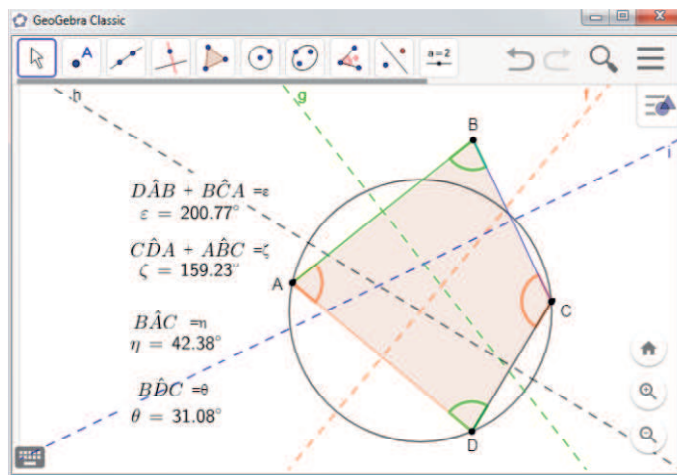 GeoGebra Classic
A
a=2
h
g
f
i
B
DÂB + BĈA =ε
ε = 200.77°
CD̂A + AB̂C =ζ
ζ = 159.23°
A
C
BÂC =η
η = 42.38°
BD̂C =θ
θ = 31.08°
D